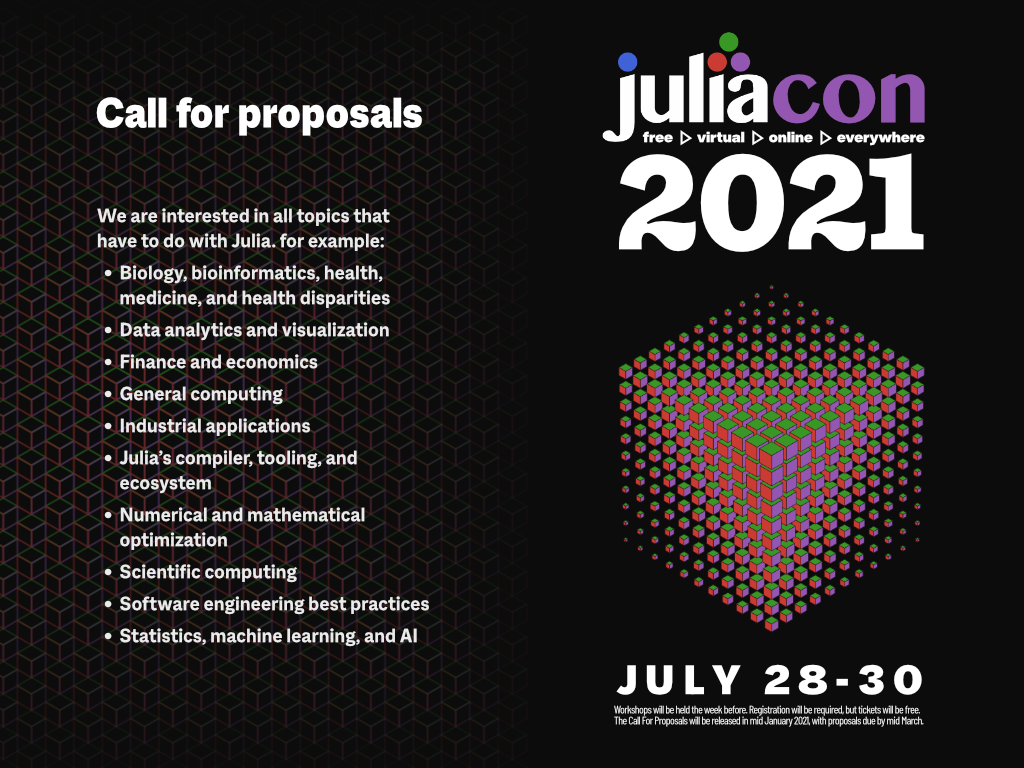 Call for proposals
We are interested in all topics that
have to do with Julia. for example:
• Biology, bioinformatics, health,
medicine, and health disparities
• Data analytics and visualization
• Finance and economics
• General computing
• Industrial applications
• Julia’s compiler, tooling, and
ecosystem
• Numerical and mathematical
optimization
• Scientific computing
• Software engineering best practices
• Statistics, machine learning, and AI
juliacon
free ▷ virtual ▷ online ▷ everywhere
2021
JULY 28-30
Workshops will be held the week before. Registration will be required, but tickets will be free.
The Call For Proposals will be released in mid January 2021, with proposals due by mid March.